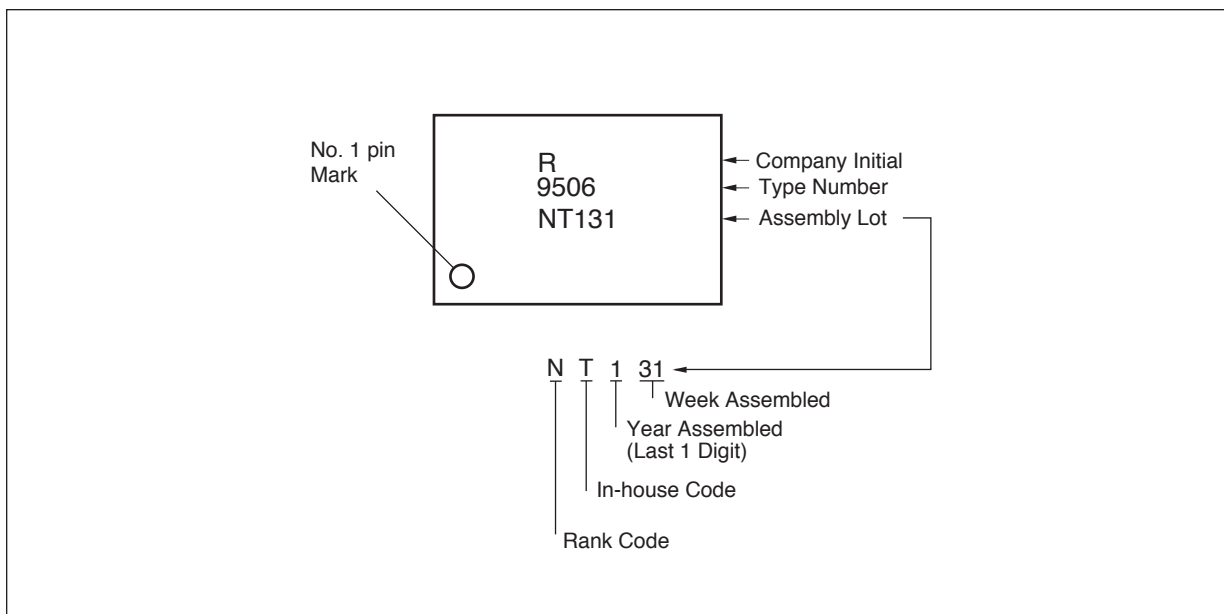 No. 1 pin
Mark
R
9506
NT131
Company Initial
Type Number
Assembly Lot
N T 1 31
Week Assembled
Year Assembled
(Last 1 Digit)
In-house Code
Rank Code